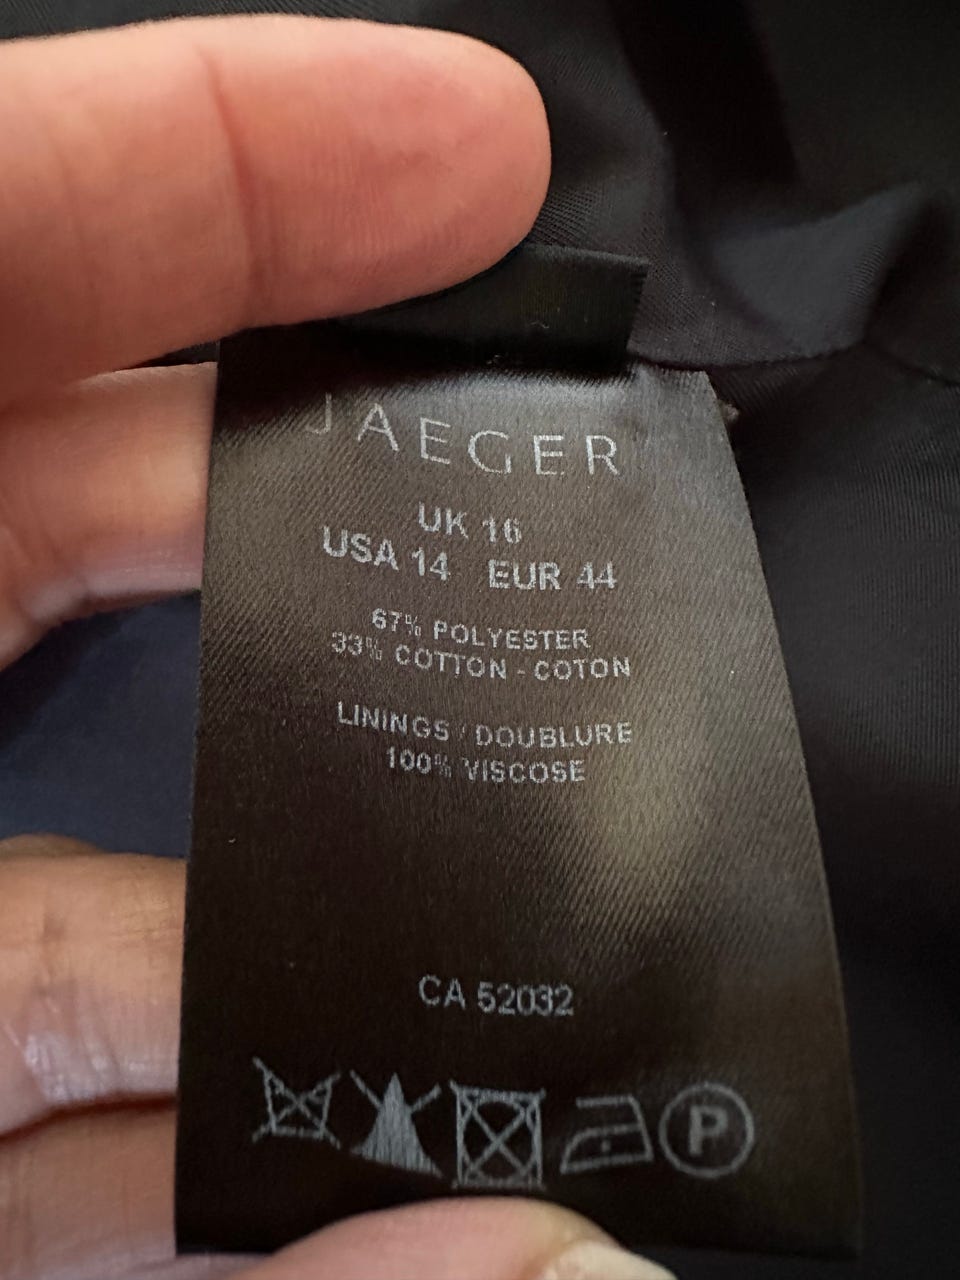 JAEGER
UK 16
USA 14 EUR 44
67% POLYESTER
33% COTTON - COTON
LININGS / DOUBLURE
100% VISCOSE
CA 52032
P